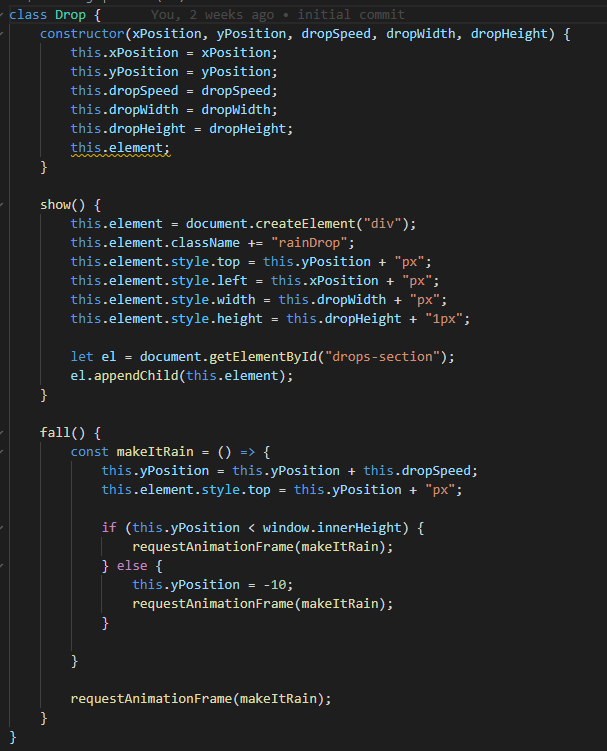 class Drop {        You, 2 weeks ago • initial commit
    constructor(xPosition, yPosition, dropSpeed, dropWidth, dropHeight) {
        this.xPosition = xPosition;
        this.yPosition = yPosition;
        this.dropSpeed = dropSpeed;
        this.dropWidth = dropWidth;
        this.dropHeight = dropHeight;
        this.element;
    }

    show() {
        this.element = document.createElement("div");
        this.element.className += "rainDrop";
        this.element.style.top = this.yPosition + "px";
        this.element.style.left = this.xPosition + "px";
        this.element.style.width = this.dropWidth + "px";
        this.element.style.height = this.dropHeight + "1px";

        let el = document.getElementById("drops-section");
        el.appendChild(this.element);
    }

    fall() {
        const makeItRain = () => {
            this.yPosition = this.yPosition + this.dropSpeed;
            this.element.style.top = this.yPosition + "px";

            if (this.yPosition < window.innerHeight) {
                requestAnimationFrame(makeItRain);
            } else {
                this.yPosition = -10;
                requestAnimationFrame(makeItRain);
            }

        }

        requestAnimationFrame(makeItRain);
    }
}